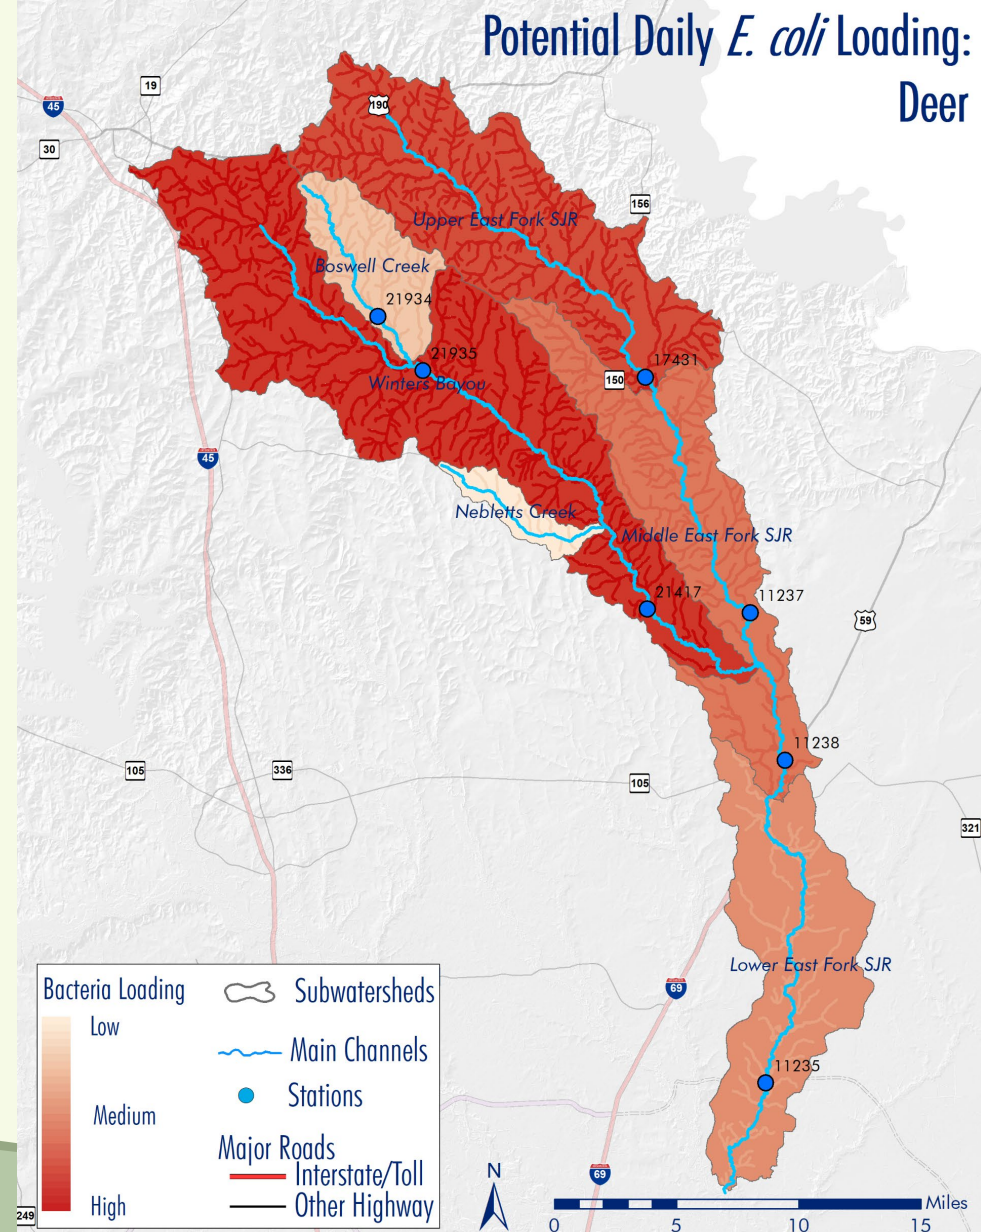 Potential Daily E. coli Loading:
Deer
19
45
190
30
156
Upper East Fork SJR
Boswell Creek
21934
21935
17431
150
Winters Bayou
45
Nebletts Creek
Middle East Fork SJR
21417
11237
59
11238
105
336
105
321
Lower East Fork SJR
69
11235
69
249
Bacteria Loading
Low
Medium
High
Subwatersheds
Main Channels
Stations
Major Roads
Interstate/Toll
Other Highway
N
Miles
0 5 10 15